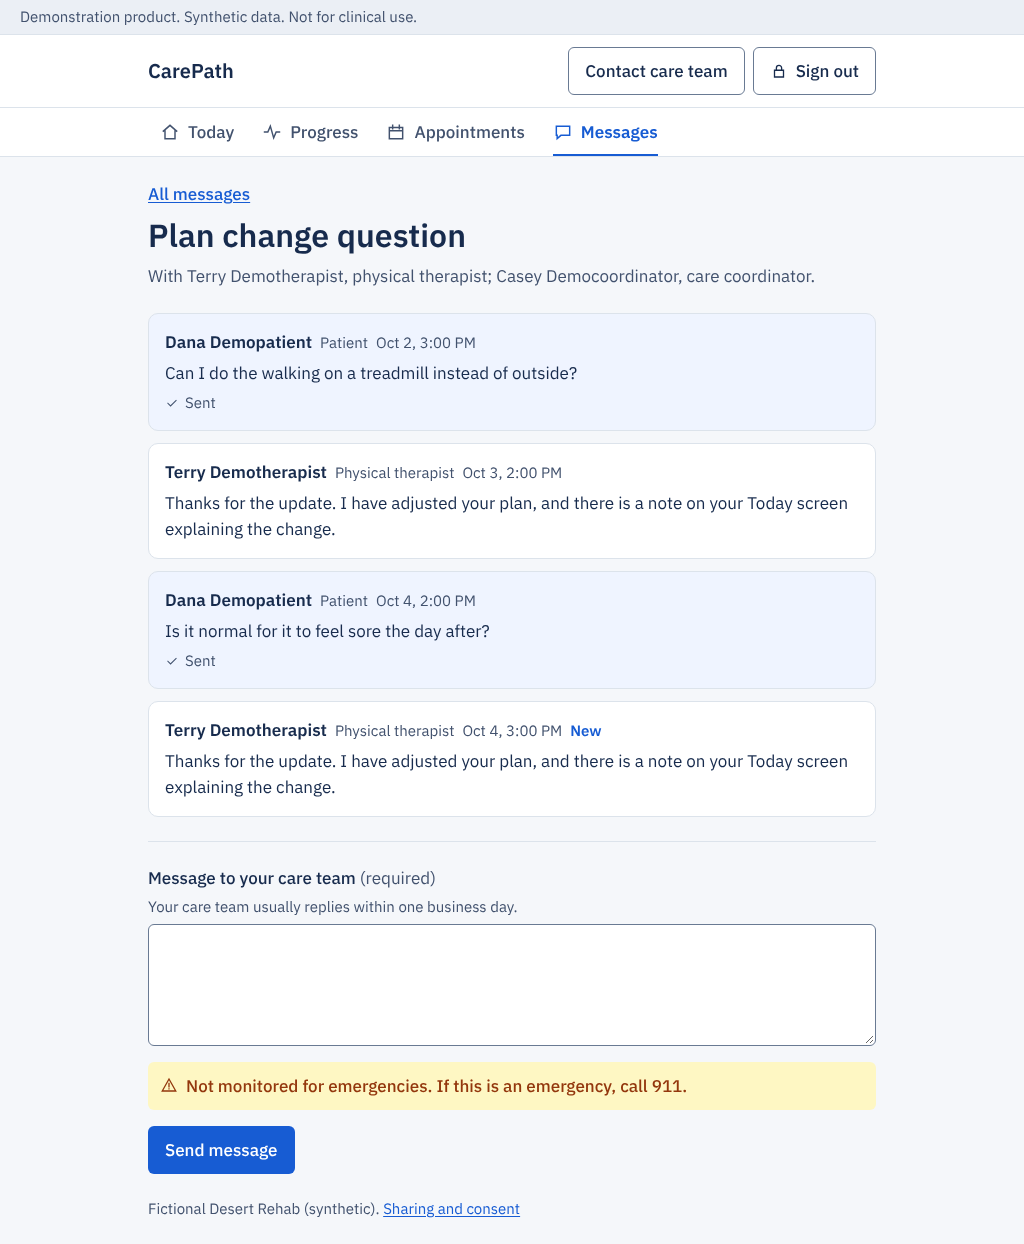 Demonstration product. Synthetic data. Not for clinical use.
CarePath
Contact care team
Sign out
Today
Progress
Appointments
Messages
All messages
Plan change question
With Terry Demotherapist, physical therapist; Casey Democoordinator, care coordinator.
Dana Demopatient Patient Oct 2, 3:00 PM
Can I do the walking on a treadmill instead of outside?
Sent
Terry Demotherapist Physical therapist Oct 3, 2:00 PM
Thanks for the update. I have adjusted your plan, and there is a note on your Today screen
explaining the change.
Dana Demopatient Patient Oct 4, 2:00 PM
Is it normal for it to feel sore the day after?
Sent
Terry Demotherapist Physical therapist Oct 4, 3:00 PM New
Thanks for the update. I have adjusted your plan, and there is a note on your Today screen
explaining the change.
Message to your care team (required)
Your care team usually replies within one business day.
Not monitored for emergencies. If this is an emergency, call 911.
Send message
Fictional Desert Rehab (synthetic). Sharing and consent